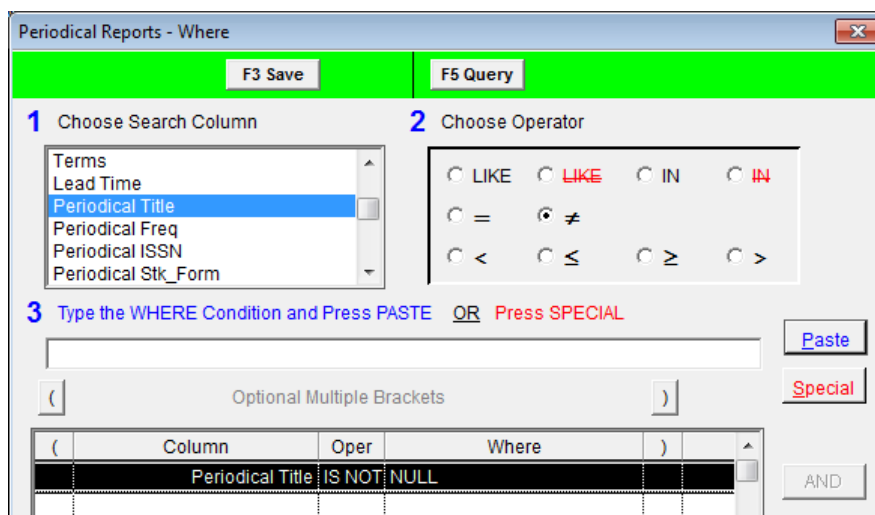 Periodical Reports - Where
F3 Save F5 Query
1 Choose Search Column 2 Choose Operator
Terms
Lead Time
Periodical Title
Periodical Freq
Periodical ISSN
Periodical Stk_Form
LIKE LIKE IN IN
= ≠
< ≤ ≥ >
3 Type the WHERE Condition and Press PASTE OR Press SPECIAL
Paste
Special
( Optional Multiple Brackets )
( Column Oper Where )
Periodical Title IS NOT NULL
AND